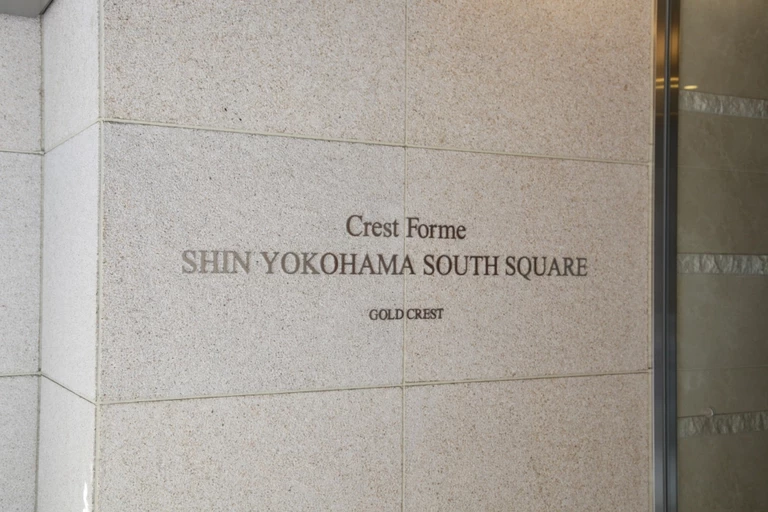 Crest Forme
SHIN YOKOHAMA SOUTH SQUARE
GOLD CREST